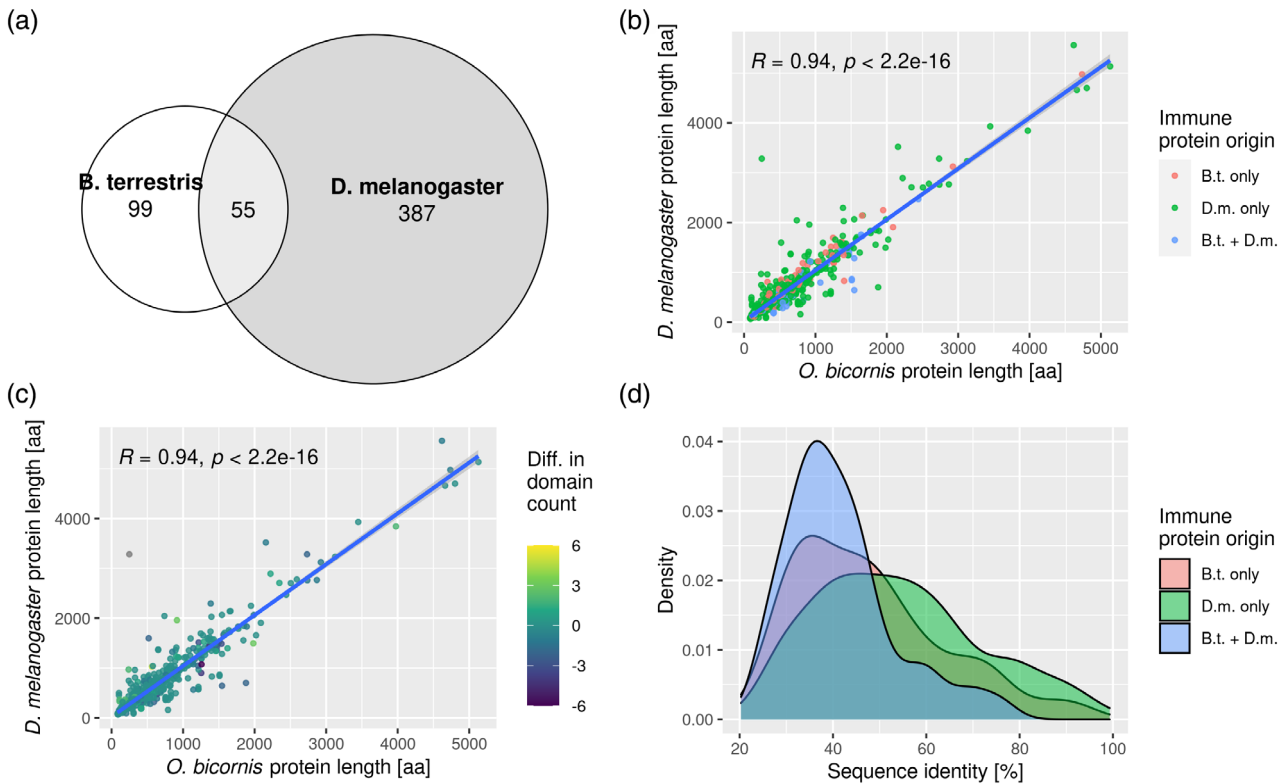 (a)
B. terrestris
99
55
D. melanogaster
387
(b)
D. melanogaster protein length [aa]
R = 0.94, p < 2.2e-16
4000
2000
0
0 1000 2000 3000 4000 5000
O. bicornis protein length [aa]
Immune
protein origin
B.t. only
D.m. only
B.t. + D.m.
(c)
D. melanogaster protein length [aa]
R = 0.94, p < 2.2e-16
4000
2000
0
0 1000 2000 3000 4000 5000
O. bicornis protein length [aa]
Diff. in
domain
count
6
3
0
-3
-6
(d)
Density
0.04
0.03
0.02
0.01
0.00
20 40 60 80 100
Sequence identity [%]
Immune
protein origin
B.t. only
D.m. only
B.t. + D.m.